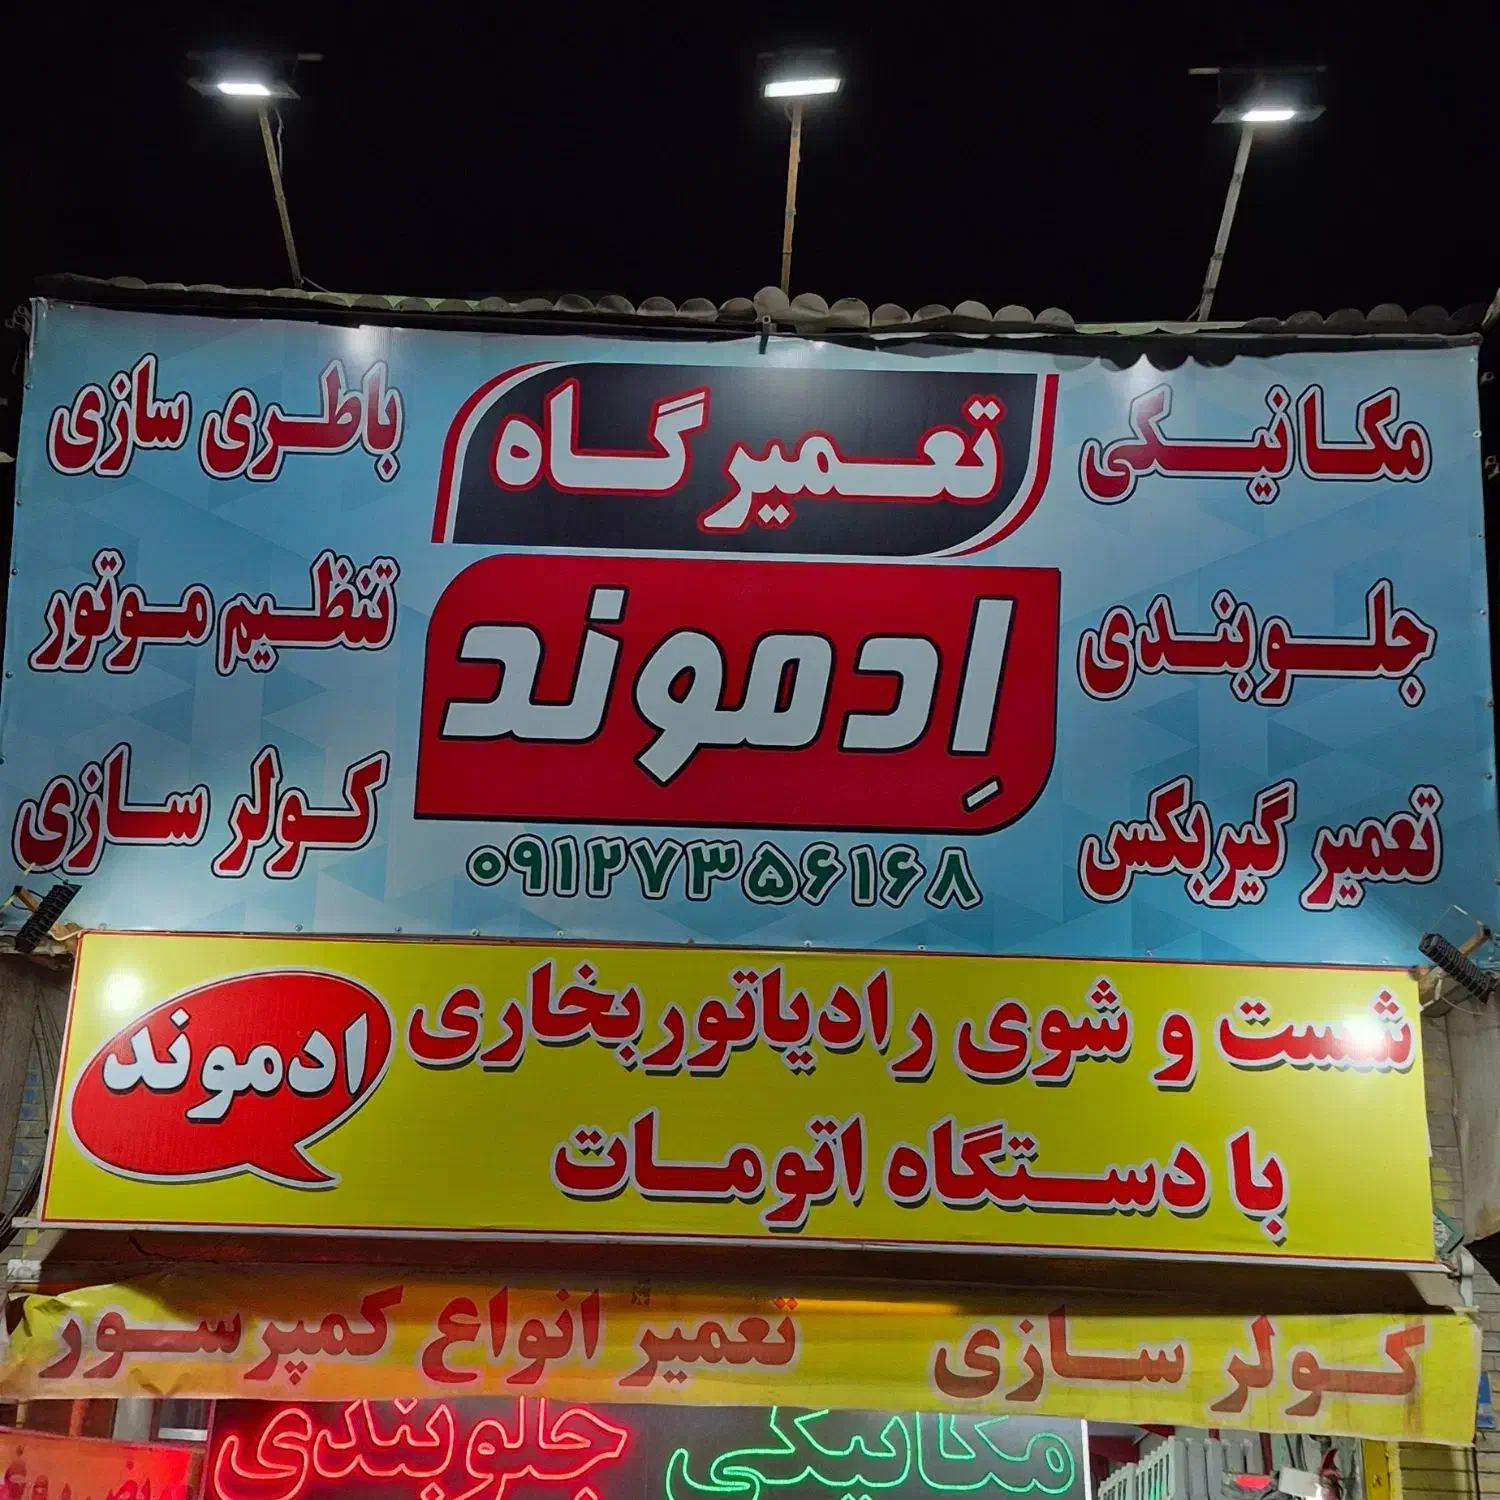 تعمیرگاه
اِدموند
۰۹۱۲۷۳۵۶۱۶۸
مکانیکی
جلوبندی
تعمیر گیربکس
باطری سازی
تنظیم موتور
کولر سازی
شست و شوی رادیاتور بخاری
با دستگاه اتومات
ادموند
کولر سازی تعمیر انواع کمپرسور
مکانیکی جلوبندی